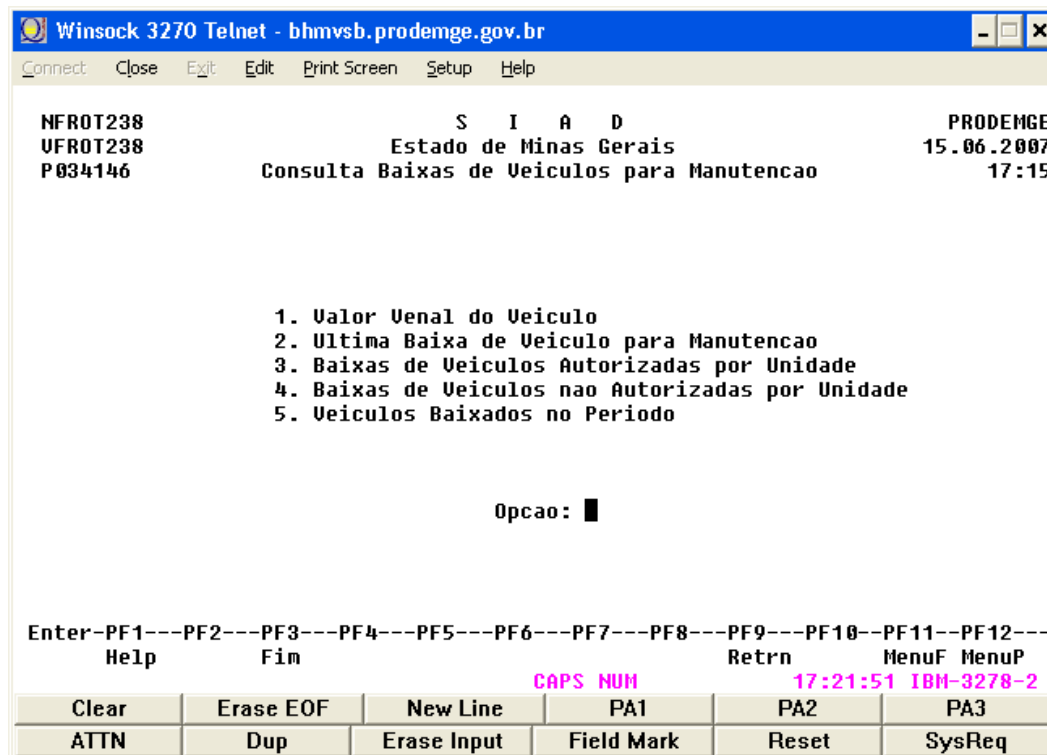 Winsock 3270 Telnet - bhmvsb.prodemge.gov.br
Connect Close Exit Edit Print Screen Setup Help
NFROT238 S I A D PRODEMGE
VFROT238 Estado de Minas Gerais 15.06.2007
P034146 Consulta Baixas de Veiculos para Manutencao 17:15
1. Valor Venal do Veiculo
2. Ultima Baixa de Veiculo para Manutencao
3. Baixas de Veiculos Autorizadas por Unidade
4. Baixas de Veiculos nao Autorizadas por Unidade
5. Veiculos Baixados no Periodo
Opcao:
Enter-PF1---PF2---PF3---PF4---PF5---PF6---PF7---PF8---PF9---PF10--PF11--PF12---
Help Fim Retrn MenuF MenuP
CAPS NUM 17:21:51 IBM-3278-2
Clear Erase EOF New Line PA1 PA2 PA3
ATTN Dup Erase Input Field Mark Reset SysReq